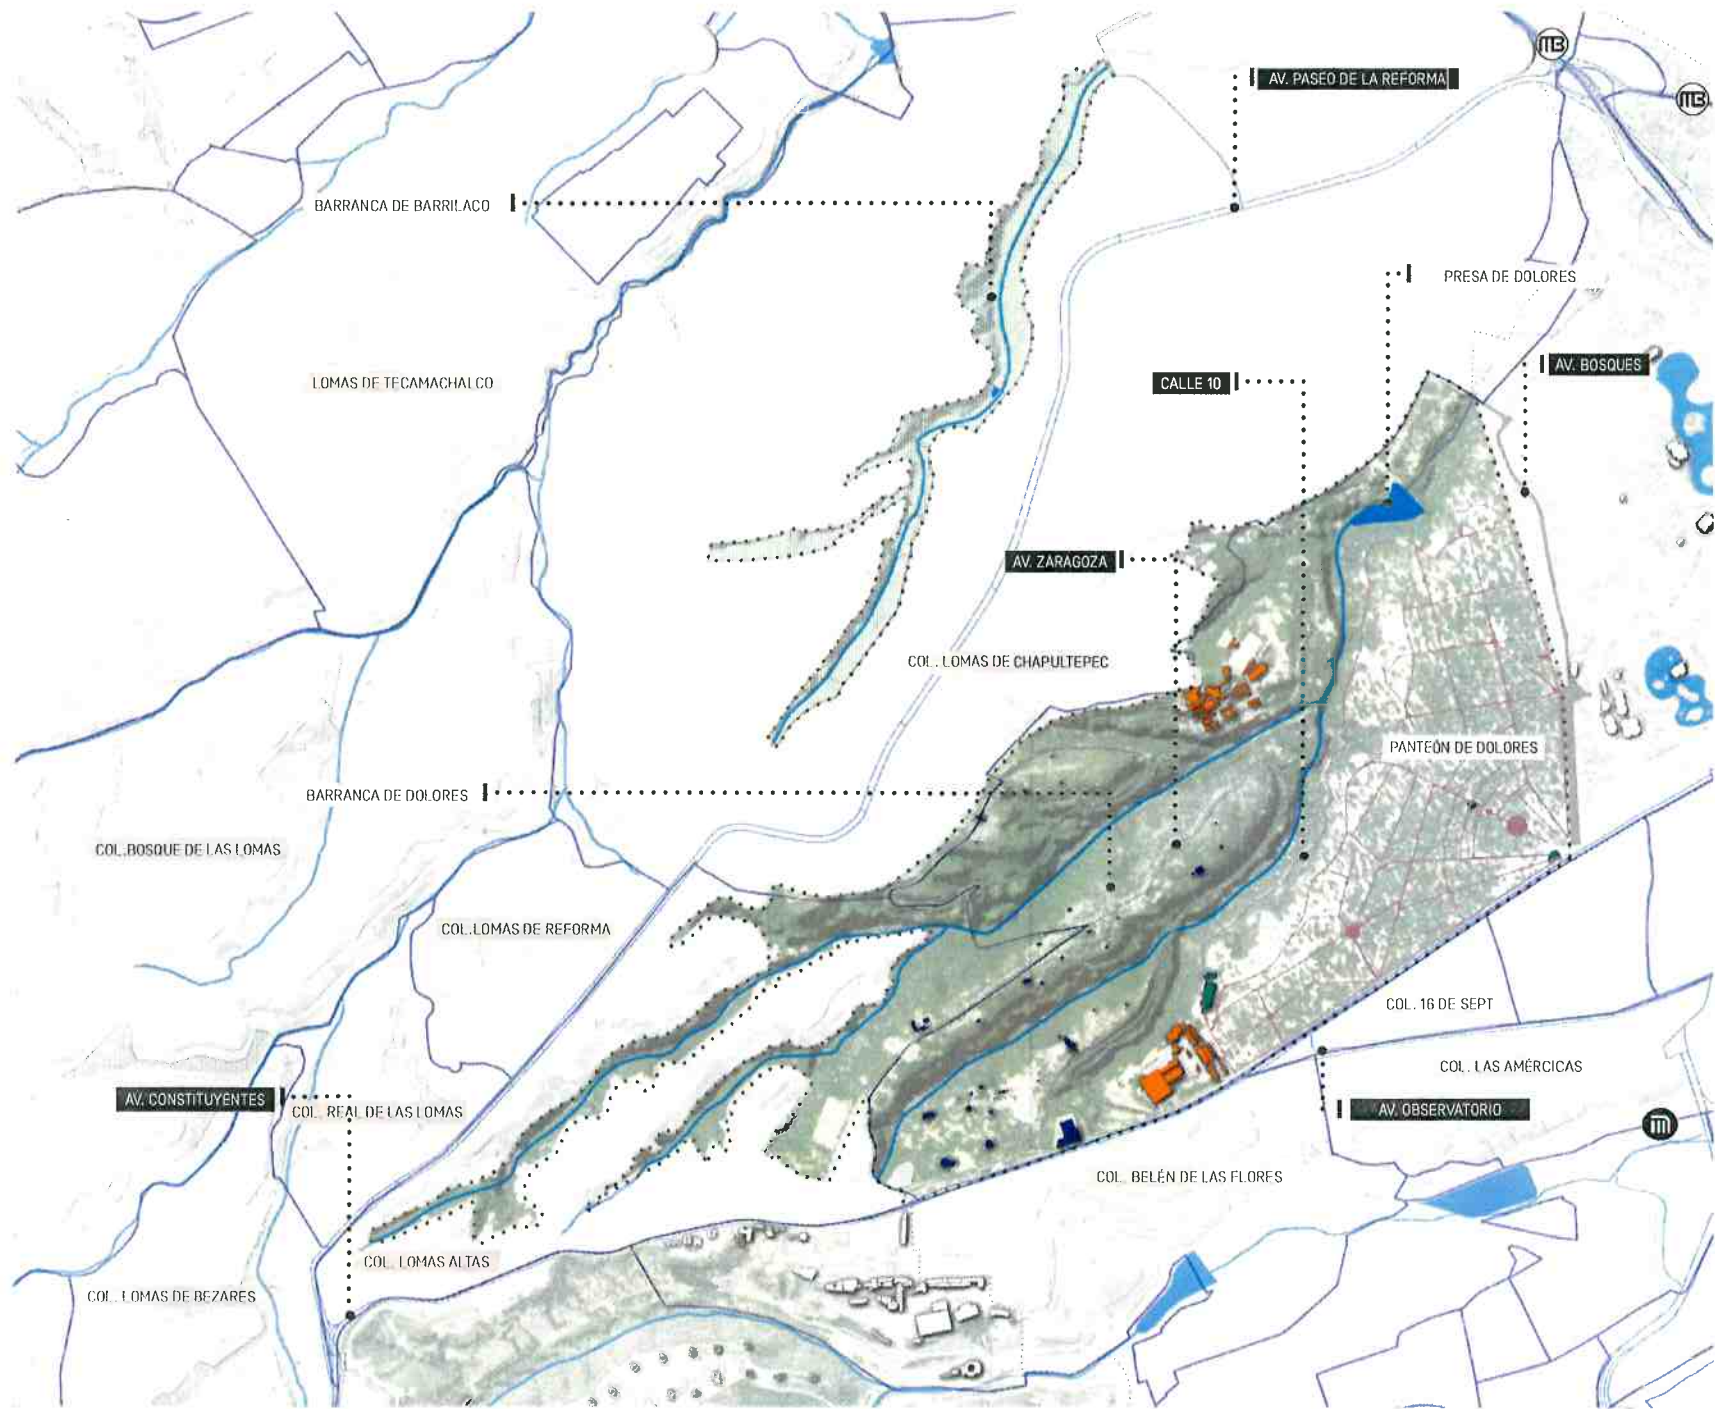 MB
AV. PASEO DE LA REFORMA
MB
BARRANCA DE BARRILACO
PRESA DE DOLORES
AV. BOSQUES
LOMAS DE TECAMACHALCO
CALLE 10
AV. ZARAGOZA
COL. LOMAS DE CHAPULTEPEC
PANTEÓN DE DOLORES
BARRANCA DE DOLORES
COL.BOSQUE DE LAS LOMAS
COL.LOMAS DE REFORMA
COL. 16 DE SEPT
COL. LAS AMÉRCICAS
AV. CONSTITUYENTES
COL. REAL DE LAS LOMAS
AV. OBSERVATORIO
COL. BELÉN DE LAS FLORES
COL. LOMAS ALTAS
COL. LOMAS DE BEZARES